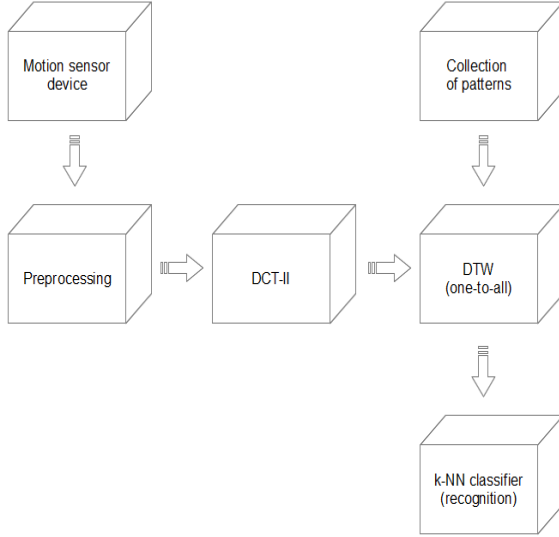 Motion sensor
device
Collection
of patterns
Preprocessing
DCT-II
DTW
(one-to-all)
k-NN classifier
(recognition)